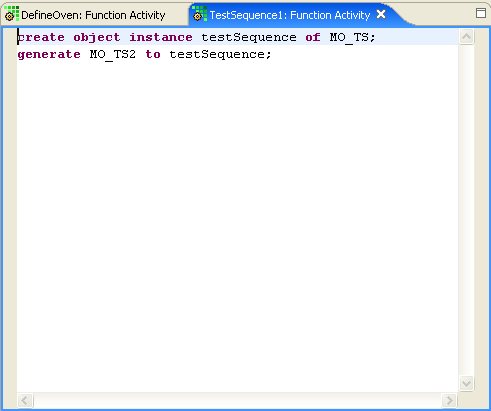 DefineOven: Function Activity
TestSequence1: Function Activity
create object instance testSequence of MO_TS;
generate MO_TS2 to testSequence;